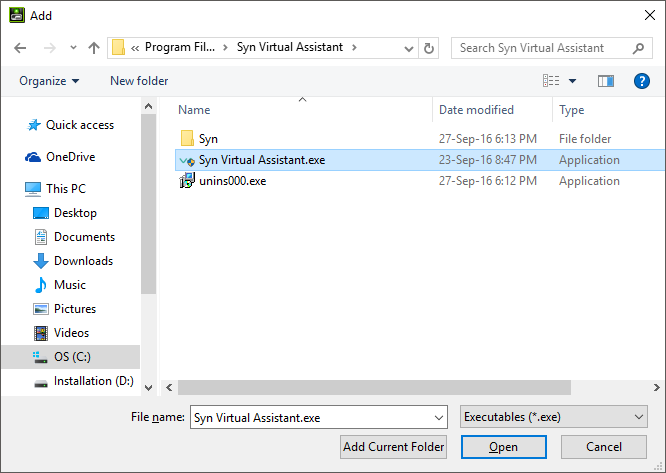 Add
« Program Fil... > Syn Virtual Assistant >
Search Syn Virtual Assistant
Organize
New folder
?
Name
Date modified
Type
Quick access
OneDrive
This PC
Desktop
Documents
Downloads
Music
Pictures
Videos
OS (C:)
Installation (D:)
Syn 27-Sep-16 6:13 PM File folder
Syn Virtual Assistant.exe 23-Sep-16 8:47 PM Application
unins000.exe 27-Sep-16 6:12 PM Application
File name: Syn Virtual Assistant.exe
Executables (*.exe)
Add Current Folder
Open
Cancel